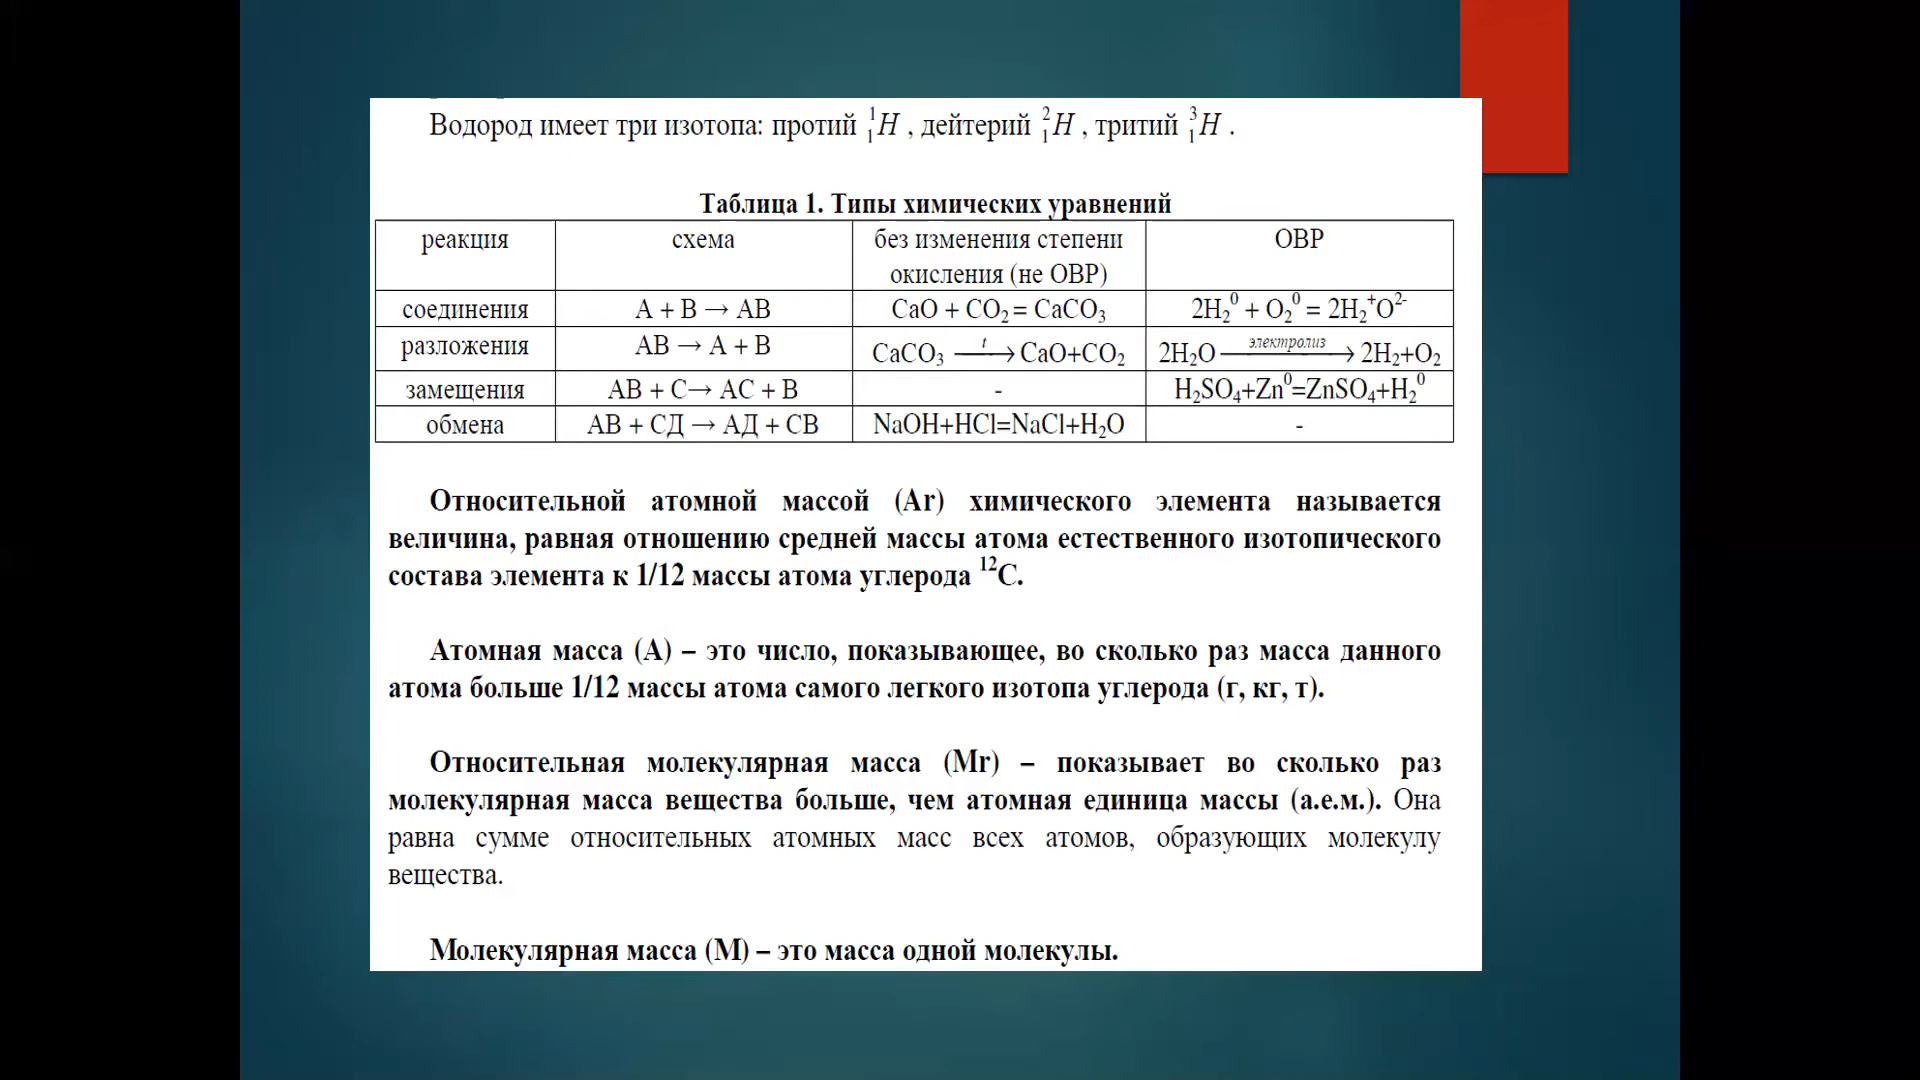 Водород имеет три изотопа: протий ¹₁H , дейтерий ²₁H , тритий ³₁H .
Таблица 1. Типы химических уравнений
реакция схема без изменения степени окисления (не ОВР) ОВР
соединения А + В → АВ CaO + CO₂ = CaCO₃ 2H₂⁰ + O₂⁰ = 2H₂⁺O²⁻
разложения АВ → А + В CaCO₃ —t→ CaO+CO₂ 2H₂O —электролиз→ 2H₂+O₂
замещения АВ + С→ АС + В - H₂SO₄+Zn⁰=ZnSO₄+H₂⁰
обмена АВ + СД → АД + СВ NaOH+HCl=NaCl+H₂O -
Относительной атомной массой (Ar) химического элемента называется
величина, равная отношению средней массы атома естественного изотопического
состава элемента к 1/12 массы атома углерода ¹²C.
Атомная масса (А) – это число, показывающее, во сколько раз масса данного
атома больше 1/12 массы атома самого легкого изотопа углерода (г, кг, т).
Относительная молекулярная масса (Mr) – показывает во сколько раз
молекулярная масса вещества больше, чем атомная единица массы (а.е.м.). Она
равна сумме относительных атомных масс всех атомов, образующих молекулу
вещества.
Молекулярная масса (М) – это масса одной молекулы.